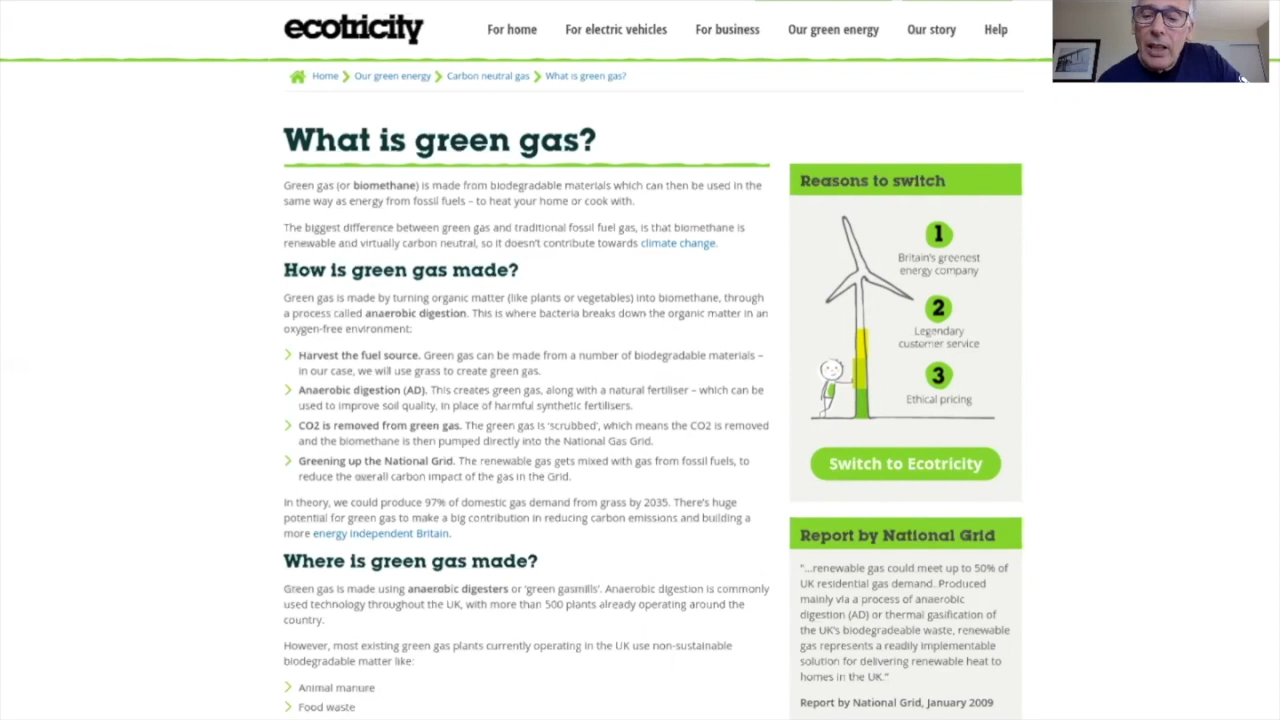 ecotricity
For home
For electric vehicles
For business
Our green energy
Our story
Help
Home
Our green energy
Carbon neutral gas
What is green gas?
What is green gas?
Green gas (or biomethane) is made from biodegradable materials which can then be used in the
same way as energy from fossil fuels – to heat your home or cook with.
The biggest difference between green gas and traditional fossil fuel gas, is that biomethane is
renewable and virtually carbon neutral, so it doesn't contribute towards climate change.
How is green gas made?
Green gas is made by turning organic matter (like plants or vegetables) into biomethane, through
a process called anaerobic digestion. This is where bacteria breaks down the organic matter in an
oxygen-free environment:
Harvest the fuel source. Green gas can be made from a number of biodegradable materials –
in our case, we will use grass to create green gas.
Anaerobic digestion (AD). This creates green gas, along with a natural fertiliser – which can be
used to improve soil quality, in place of harmful synthetic fertilisers.
CO2 is removed from green gas. The green gas is 'scrubbed', which means the CO2 is removed
and the biomethane is then pumped directly into the National Gas Grid.
Greening up the National Grid. The renewable gas gets mixed with gas from fossil fuels, to
reduce the overall carbon impact of the gas in the Grid.
In theory, we could produce 97% of domestic gas demand from grass by 2035. There's huge
potential for green gas to make a big contribution in reducing carbon emissions and building a
more energy independent Britain.
Where is green gas made?
Green gas is made using anaerobic digesters or 'green gasmills'. Anaerobic digestion is commonly
used technology throughout the UK, with more than 500 plants already operating around the
country.
However, most existing green gas plants currently operating in the UK use non-sustainable
biodegradable matter like:
Animal manure
Food waste
Reasons to switch
1
Britain's greenest
energy company
2
Legendary
customer service
3
Ethical pricing
Switch to Ecotricity
Report by National Grid
"...renewable gas could meet up to 50% of
UK residential gas demand. Produced
mainly via a process of anaerobic
digestion (AD) or thermal gasification of
the UK's biodegradeable waste, renewable
gas represents a readily implementable
solution for delivering renewable heat to
homes in the UK."
Report by National Grid, January 2009